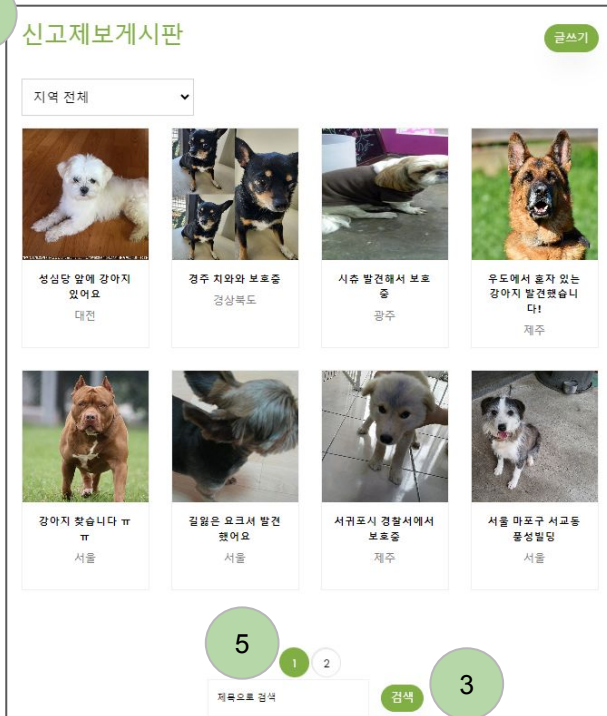 신고제보게시판
글쓰기
지역 전체
성심당 앞에 강아지
있어요
대전
경주 치와와 보호중
경상북도
시츄 발견해서 보호
중
광주
우도에서 혼자 있는
강아지 발견했습니
다!
제주
강아지 찾습니다 ㅠ
ㅠ
서울
길잃은 요크셔 발견
했어요
서울
서귀포시 경찰서에서
보호중
제주
서울 마포구 서교동
풍성빌딩
서울
5
1
2
제목으로 검색
검색
3